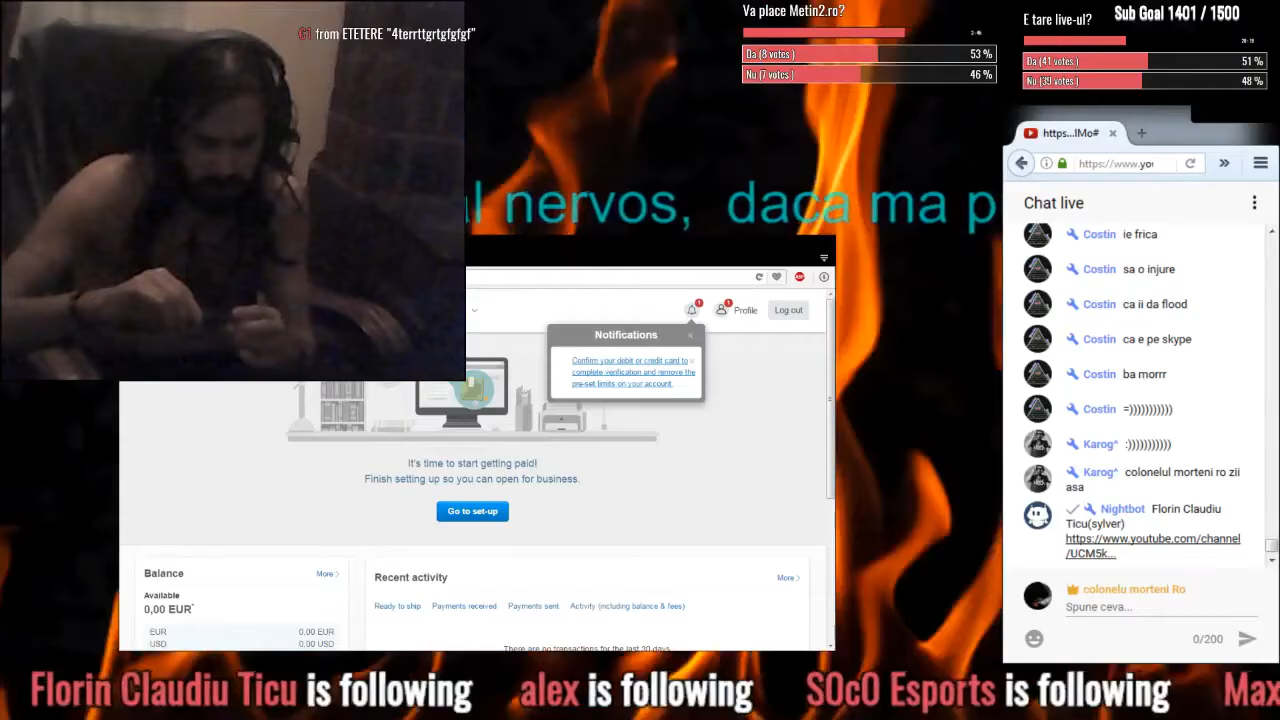 G1 from ETETERE "4terrttgrtgfgfgf"
Va place Metin2.ro?
Da (8 votes )
53 %
Nu (7 votes )
46 %
E tare live-ul?
Sub Goal 1401 / 1500
Da (41 votes )
51 %
Nu (39 votes )
48 %
al nervos, daca ma p
https...lMo#
https://www.you
Chat live
Costin ie frica
Costin sa o injure
Costin ca ii da flood
Costin ca e pe skype
Costin ba morrr
Costin =)))))))))))
Karog^ :)))))))))))
Karog^ colonelul morteni ro zii
asa
Nightbot Florin Claudiu
Ticu(sylver)
https://www.youtube.com/channel
/UCM5k...
colonelu morteni Ro
Spune ceva...
0/200
ABP
1
1
Profile
Log out
Notifications
Confirm your debit or credit card to
complete verification and remove the
pre-set limits on your account.
It's time to start getting paid!
Finish setting up so you can open for business.
Go to set-up
Balance
More
Available
0,00 EUR*
EUR
0,00 EUR
USD
0,00 USD
Recent activity
More
Ready to ship
Payments received
Payments sent
Activity (including balance & fees)
There are no transactions for the last 30 days.
Florin Claudiu Ticu is following
alex is following
SOcO Esports is following
Max